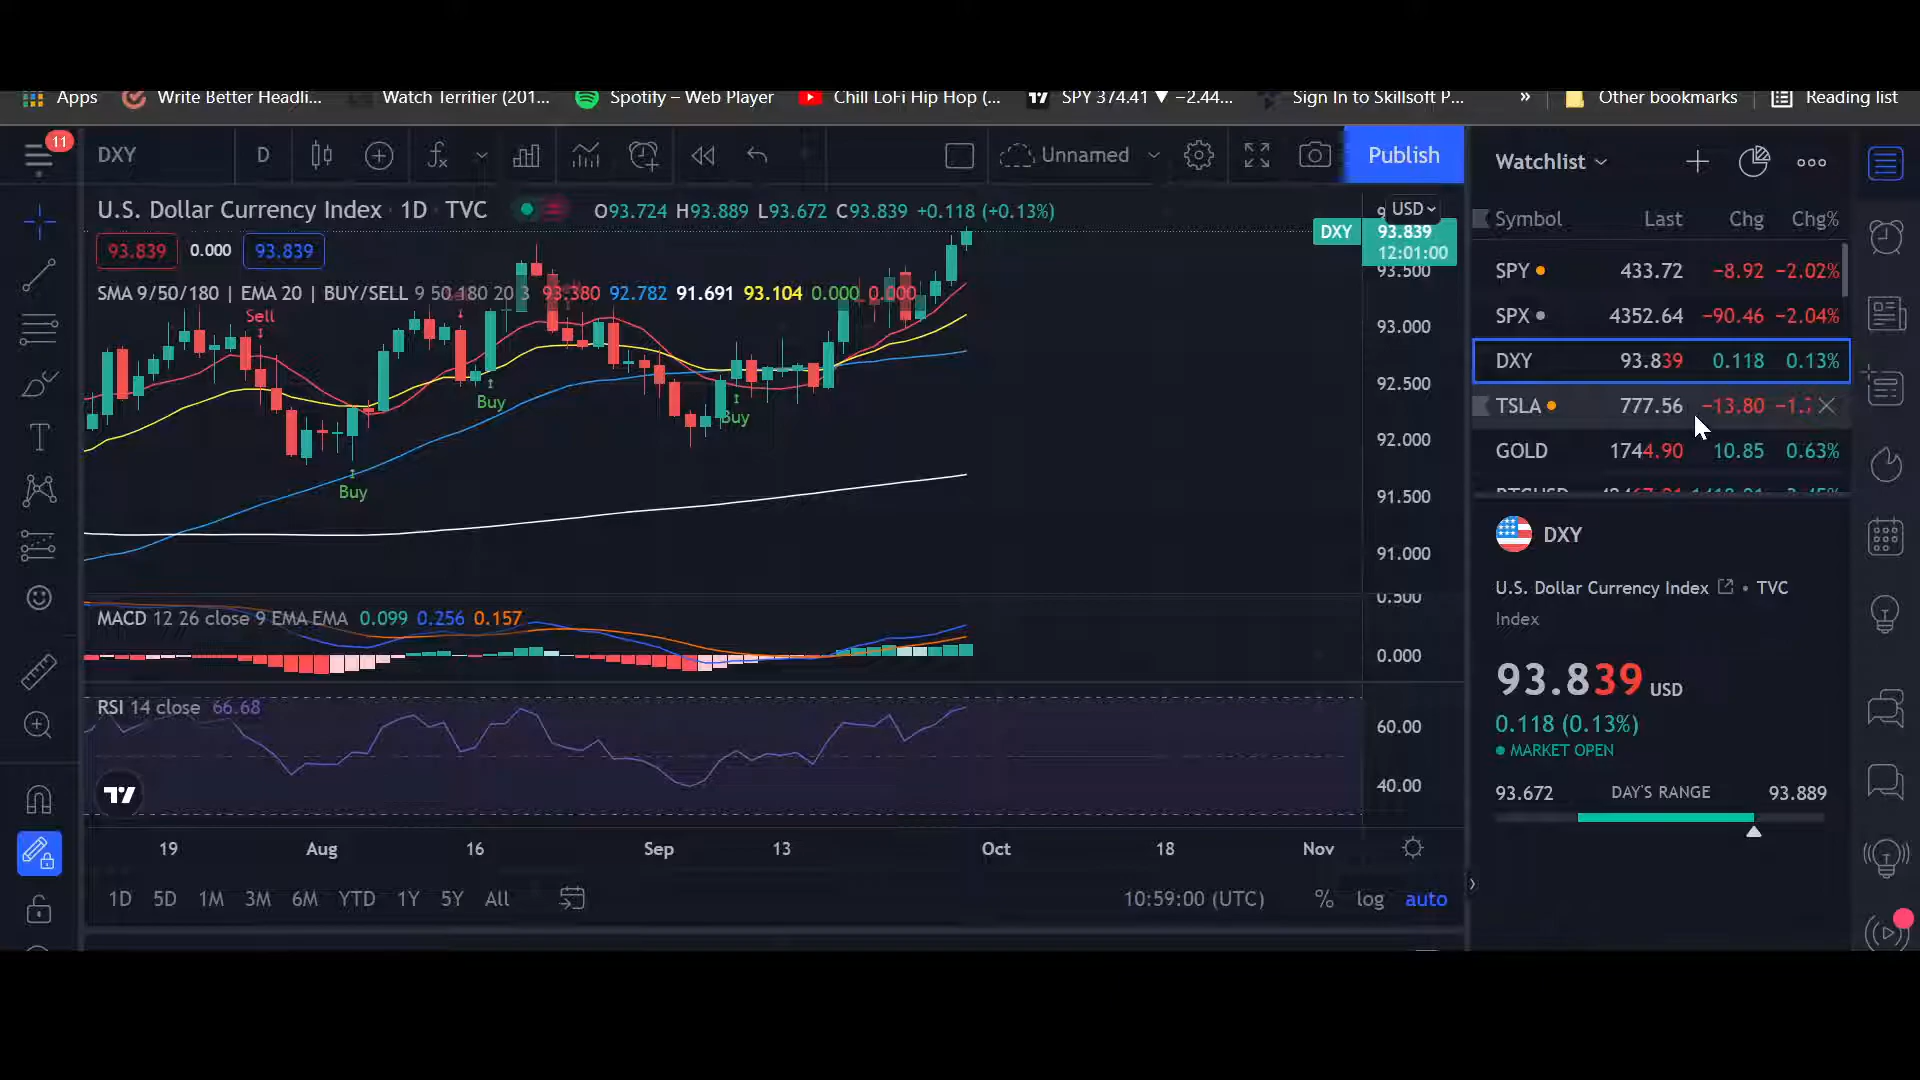 Apps Write Better Headli... Watch Terrifier (201... Spotify – Web Player Chill LoFi Hip Hop (... SPY 374.41 ▼ −2.44... Sign In to Skillsoft P... » Other bookmarks Reading list
11
DXY D Unnamed Publish
Watchlist
U.S. Dollar Currency Index · 1D · TVC O93.724 H93.889 L93.672 C93.839 +0.118 (+0.13%)
USD
Symbol Last Chg Chg%
93.839 0.000 93.839
DXY 93.839
12:01:00
93.500
SMA 9/50/180 | EMA 20 | BUY/SELL 9 50 180 20 3 93.380 92.782 91.691 93.104 0.000 0.000
SPY 433.72 −8.92 −2.02%
SPX 4352.64 −90.46 −2.04%
DXY 93.839 0.118 0.13%
TSLA 777.56 −13.80
GOLD 1744.90 10.85 0.63%
Sell
Buy
Buy
Buy
93.000
92.500
92.000
91.500
91.000
DXY
U.S. Dollar Currency Index • TVC
Index
93.839 USD
0.118 (0.13%)
MARKET OPEN
93.672 DAY'S RANGE 93.889
MACD 12 26 close 9 EMA EMA 0.099 0.256 0.157
0.500
0.000
RSI 14 close 66.68
60.00
40.00
19 Aug 16 Sep 13 Oct 18 Nov
1D 5D 1M 3M 6M YTD 1Y 5Y All 10:59:00 (UTC) % log auto